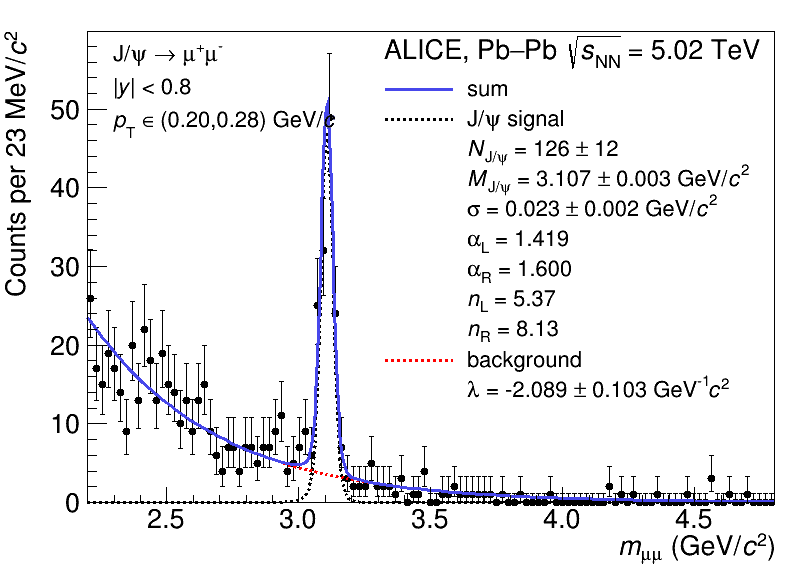 J/ψ → μ⁺μ⁻
|y| < 0.8
p_T ∈ (0.20,0.28) GeV/c
ALICE, Pb–Pb √s_NN = 5.02 TeV
sum
J/ψ signal
N_J/ψ = 126 ± 12
M_J/ψ = 3.107 ± 0.003 GeV/c²
σ = 0.023 ± 0.002 GeV/c²
α_L = 1.419
α_R = 1.600
n_L = 5.37
n_R = 8.13
background
λ = -2.089 ± 0.103 GeV⁻¹c²
Counts per 23 MeV/c²
50
40
30
20
10
0
2.5 3.0 3.5 4.0 4.5
m_μμ (GeV/c²)